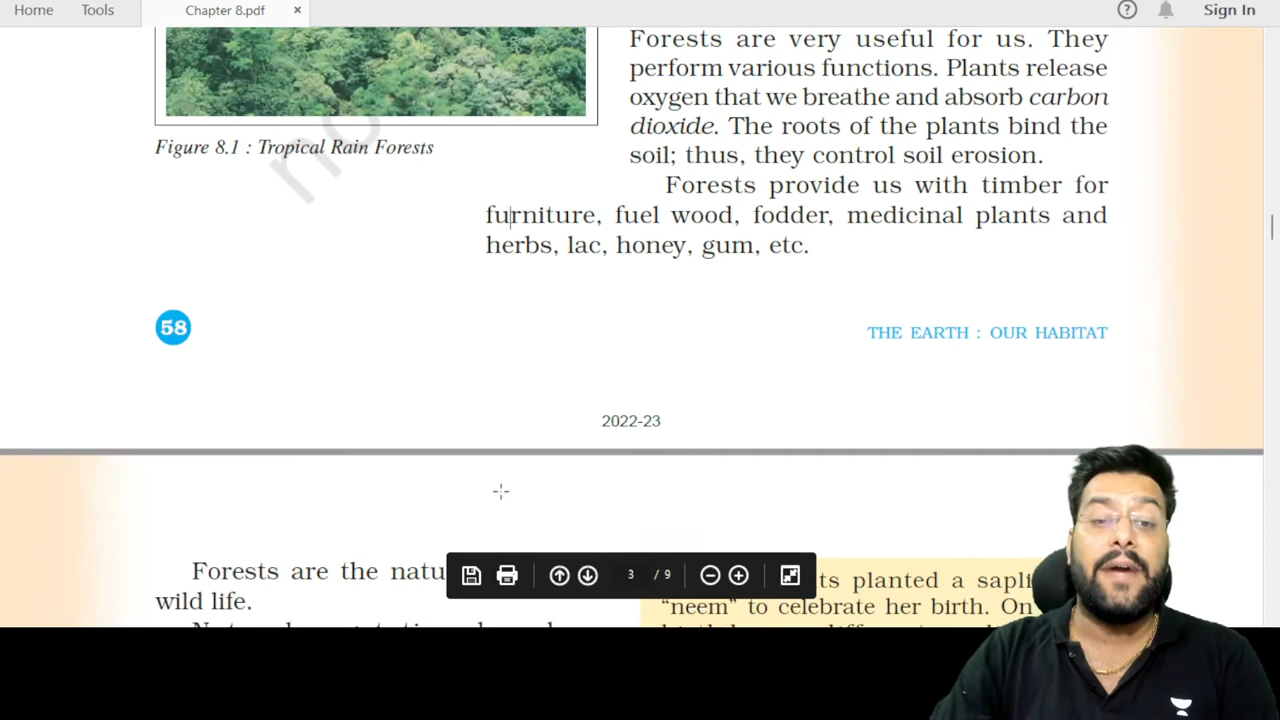 Home Tools Chapter 8.pdf × ? Sign In
Forests are very useful for us. They
perform various functions. Plants release
oxygen that we breathe and absorb carbon
dioxide. The roots of the plants bind the
soil; thus, they control soil erosion.
Figure 8.1 : Tropical Rain Forests
no
Forests provide us with timber for
furniture, fuel wood, fodder, medicinal plants and
herbs, lac, honey, gum, etc.
58
THE EARTH : OUR HABITAT
2022-23
Forests are the natu
wild life.
3 / 9
ts planted a sapli
"neem" to celebrate her birth. On